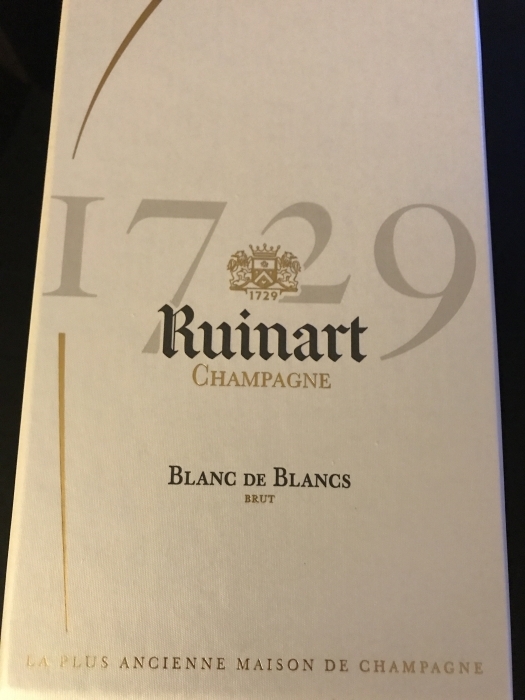 1729
1729
Ruinart
CHAMPAGNE
BLANC DE BLANCS
BRUT
LA PLUS ANCIENNE MAISON DE CHAMPAGNE